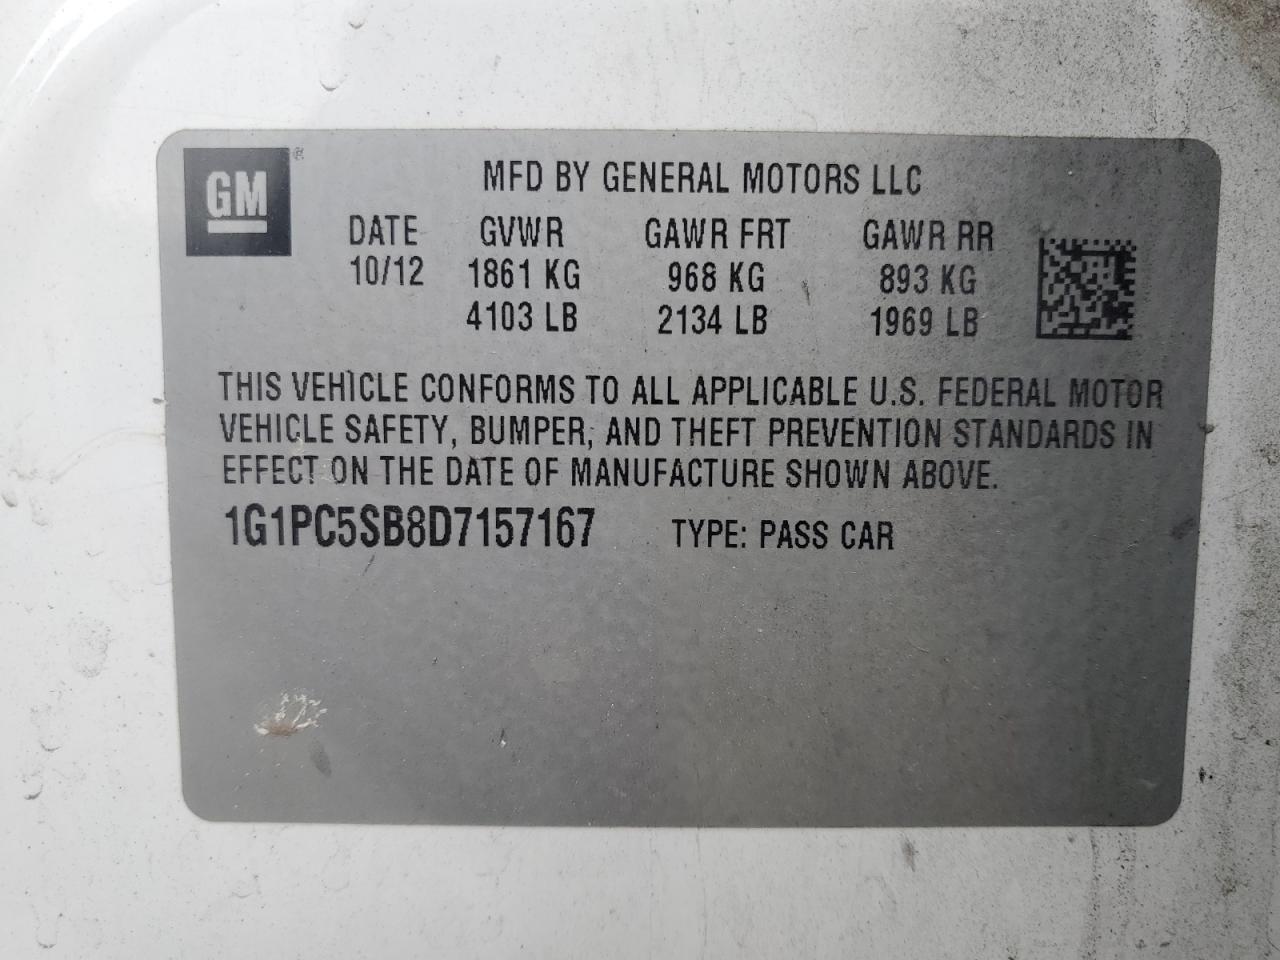 GM ®
MFD BY GENERAL MOTORS LLC
DATE GVWR GAWR FRT GAWR RR
10/12 1861 KG 968 KG 893 KG
4103 LB 2134 LB 1969 LB
THIS VEHICLE CONFORMS TO ALL APPLICABLE U.S. FEDERAL MOTOR
VEHICLE SAFETY, BUMPER, AND THEFT PREVENTION STANDARDS IN
EFFECT ON THE DATE OF MANUFACTURE SHOWN ABOVE.
1G1PC5SB8D7157167 TYPE: PASS CAR